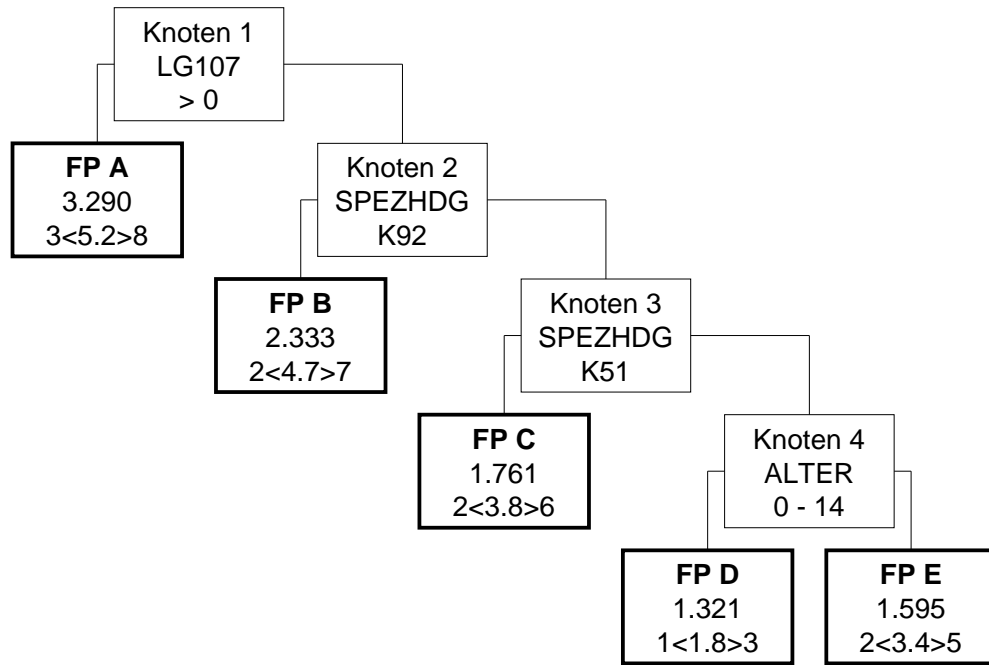 Knoten 1
LG107
> 0
FP A
3.290
3<5.2>8
Knoten 2
SPEZHDG
K92
FP B
2.333
2<4.7>7
Knoten 3
SPEZHDG
K51
FP C
1.761
2<3.8>6
Knoten 4
ALTER
0 - 14
FP D
1.321
1<1.8>3
FP E
1.595
2<3.4>5